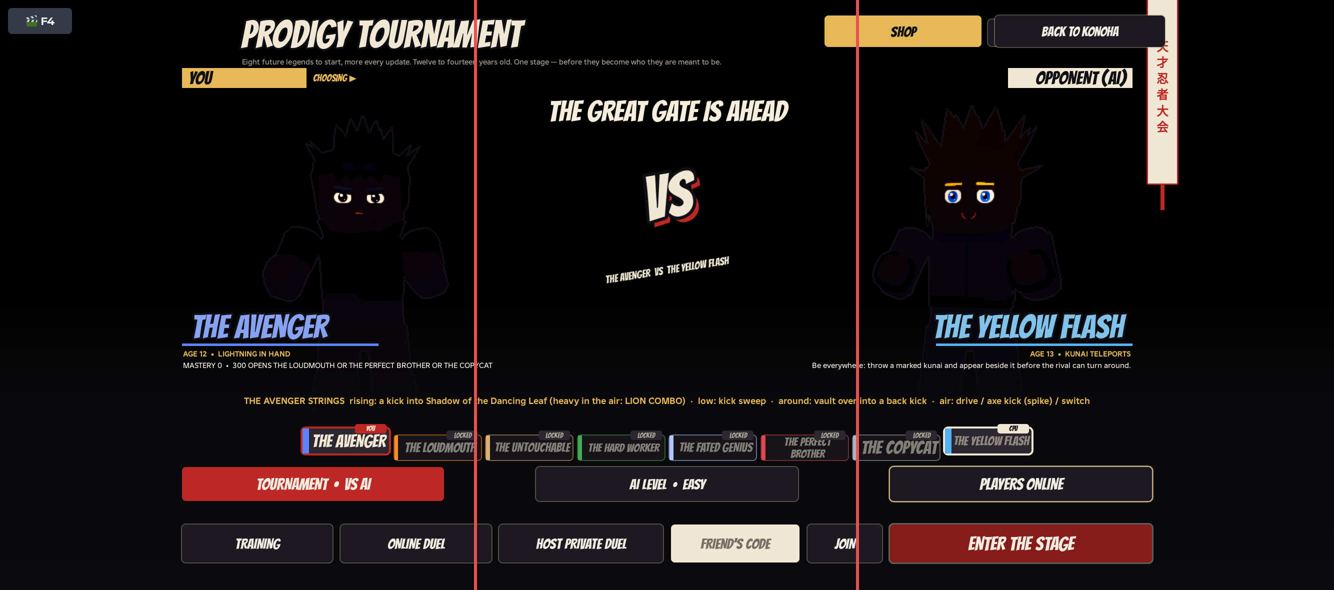 F4
PRODIGY TOURNAMENT
SHOP
BACK TO KONOHA
Eight future legends to start, more every update. Twelve to fourteen years old. One stage — before they become who they are meant to be.
YOU
CHOOSING ▶
OPPONENT (AI)
天才忍者大会
THE GREAT GATE IS AHEAD
VS
THE AVENGER VS THE YELLOW FLASH
THE AVENGER
THE YELLOW FLASH
AGE 12 • LIGHTNING IN HAND
AGE 13 • KUNAI TELEPORTS
MASTERY 0 • 300 OPENS THE LOUDMOUTH OR THE PERFECT BROTHER OR THE COPYCAT
Be everywhere: throw a marked kunai and appear beside it before the rival can turn around.
THE AVENGER STRINGS rising: a kick into Shadow of the Dancing Leaf (heavy in the air: LION COMBO) · low: kick sweep · around: vault over into a back kick · air: drive / axe kick (spike) / switch
YOU
THE AVENGER
LOCKED
THE LOUDMOUTH
LOCKED
THE UNTOUCHABLE
LOCKED
THE HARD WORKER
LOCKED
THE FATED GENIUS
LOCKED
THE PERFECT
BROTHER
LOCKED
THE COPYCAT
CPU
THE YELLOW FLASH
TOURNAMENT • VS AI
AI LEVEL • EASY
PLAYERS ONLINE
TRAINING
ONLINE DUEL
HOST PRIVATE DUEL
FRIEND'S CODE
JOIN
ENTER THE STAGE